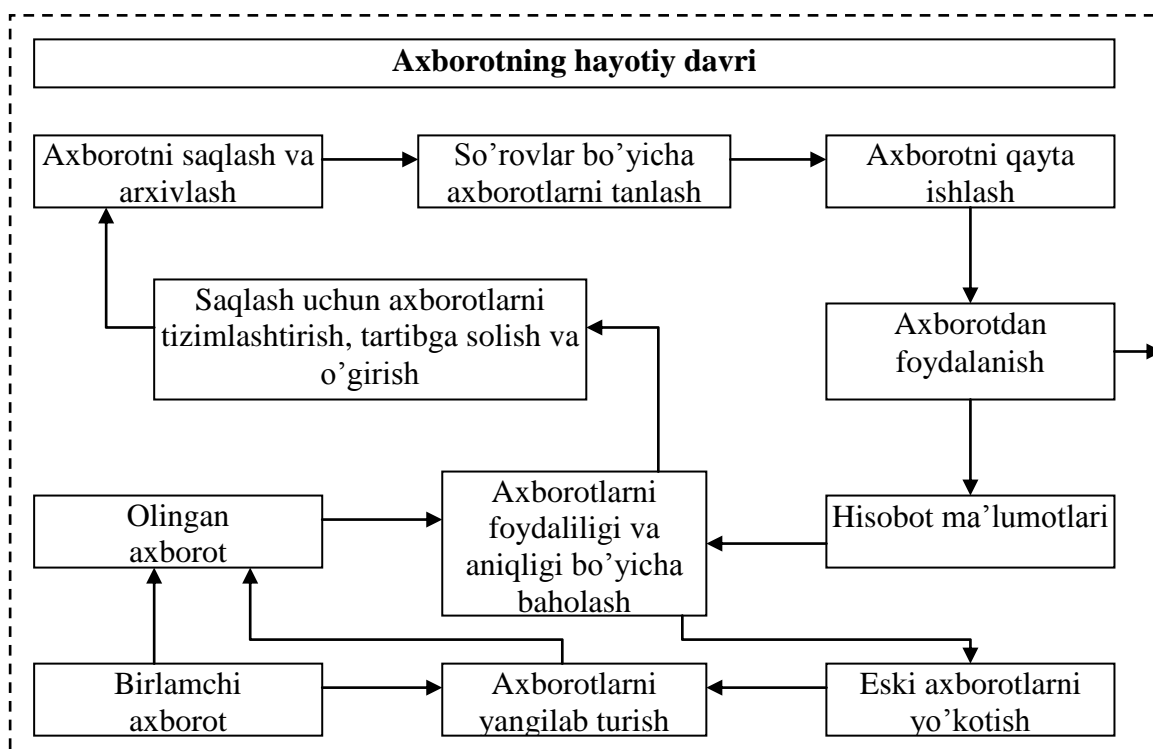 Axborotning hayotiy davri
Axborotni saqlash va
arxivlash
So’rovlar bo’yicha
axborotlarni tanlash
Axborotni qayta
ishlash
Saqlash uchun axborotlarni
tizimlashtirish, tartibga solish va
o’girish
Axborotdan
foydalanish
Olingan
axborot
Axborotlarni
foydaliligi va
aniqligi bo’yicha
baholash
Hisobot ma’lumotlari
Birlamchi
axborot
Axborotlarni
yangilab turish
Eski axborotlarni
yo’kotish